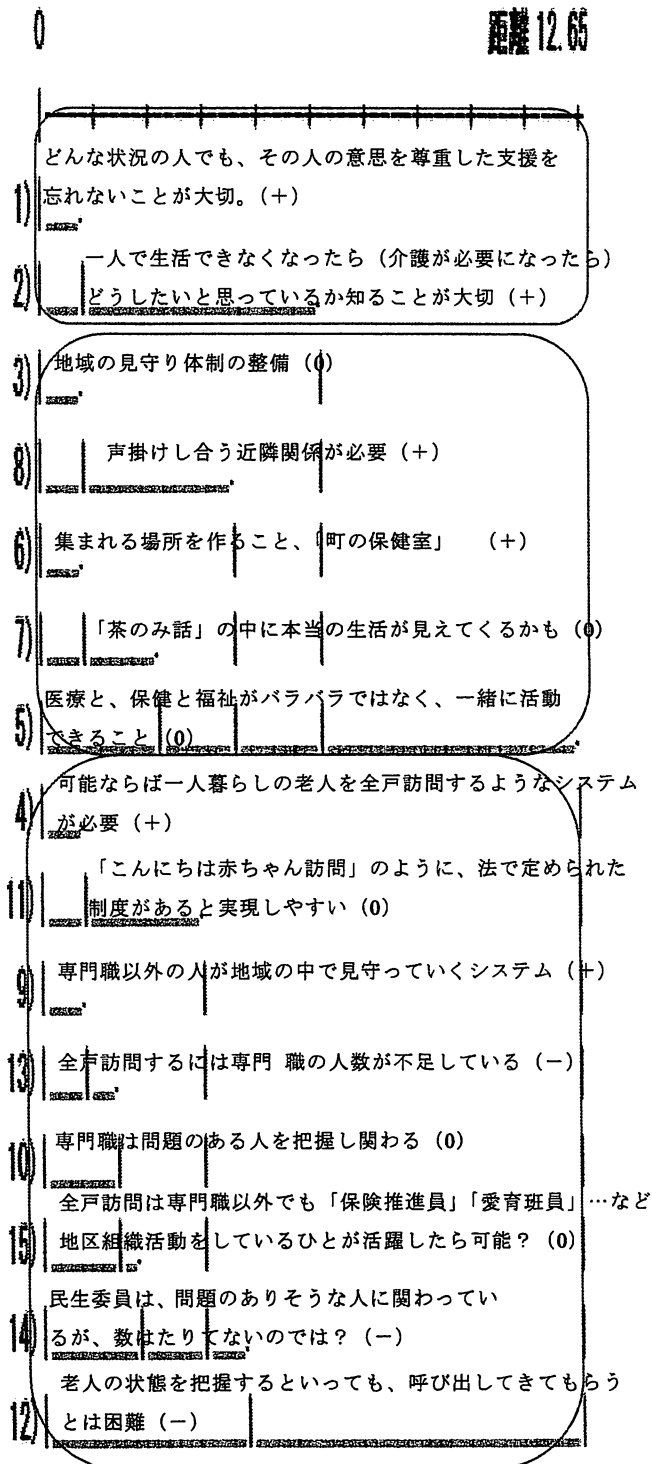 0 距離 12.65
どんな状況の人でも、その人の意思を尊重した支援を
1) 忘れないことが大切。(+)
一人で生活できなくなったら（介護が必要になったら）
2) どうしたいと思っているか知ることが大切（+）
3) 地域の見守り体制の整備（0）
8) 声掛けし合う近隣関係が必要（+）
6) 集まれる場所を作ること、「町の保健室」 （+）
7) 「茶のみ話」の中に本当の生活が見えてくるかも（0）
医療と、保健と福祉がバラバラではなく、一緒に活動
5) できること（0）
可能ならば一人暮らしの老人を全戸訪問するようなシステム
4) が必要（+）
「こんにちは赤ちゃん訪問」のように、法で定められた
11) 制度があると実現しやすい（0）
9) 専門職以外の人が地域の中で見守っていくシステム（+）
13) 全戸訪問するには専門 職の人数が不足している（−）
10) 専門職は問題のある人を把握し関わる（0）
全戸訪問は専門職以外でも「保険推進員」「愛育班員」…など
15) 地区組織活動をしているひとが活躍したら可能？（0）
民生委員は、問題のありそうな人に関わってい
14) るが、数はたりてないのでは？（−）
老人の状態を把握するといっても、呼び出してきてもらう
12) とは困難（−）